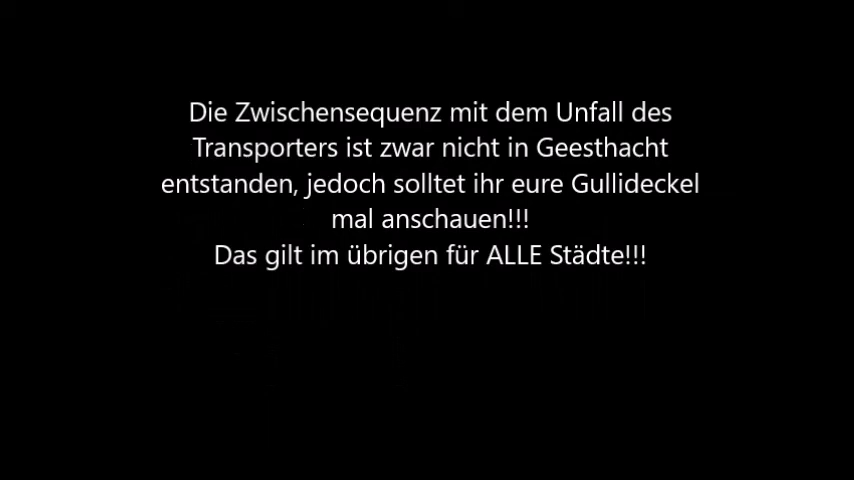 Die Zwischensequenz mit dem Unfall des
Transporters ist zwar nicht in Geesthacht
entstanden, jedoch solltet ihr eure Gullideckel
mal anschauen!!!
Das gilt im übrigen für ALLE Städte!!!